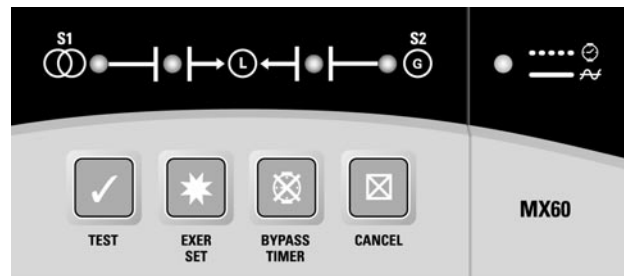 S1
S2
L
G
MX60
TEST
EXER
SET
BYPASS
TIMER
CANCEL